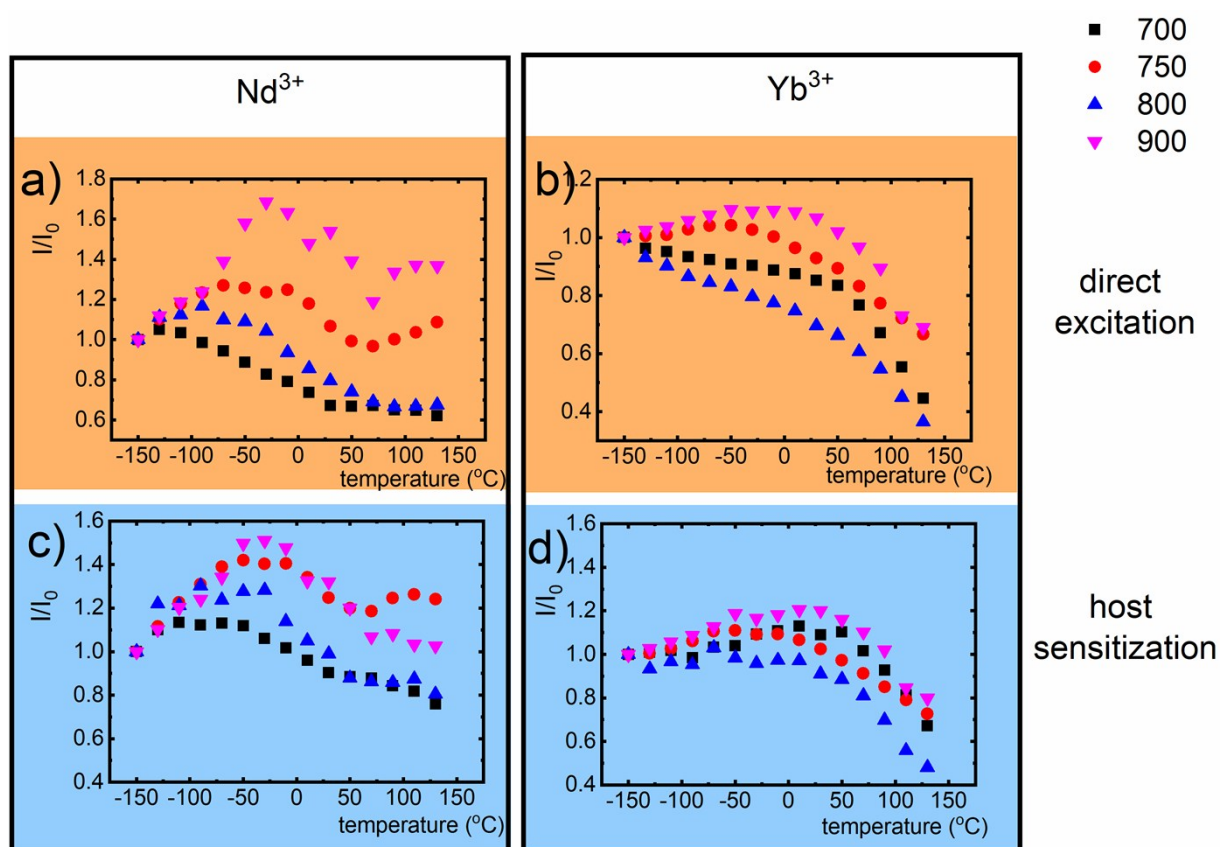 700
750
800
900
Nd³⁺
Yb³⁺
a)
1.8
1.6
1.4
1.2
1.0
0.8
0.6
I/I₀
-150 -100 -50 0 50 100 150
temperature (°C)
b)
1.2
1.0
0.8
0.6
0.4
I/I₀
-150 -100 -50 0 50 100 150
temperature (°C)
direct
excitation
c)
1.6
1.4
1.2
1.0
0.8
0.6
0.4
I/I₀
-150 -100 -50 0 50 100 150
temperature (°C)
d)
1.6
1.4
1.2
1.0
0.8
0.6
0.4
I/I₀
-150 -100 -50 0 50 100 150
temperature (°C)
host
sensitization